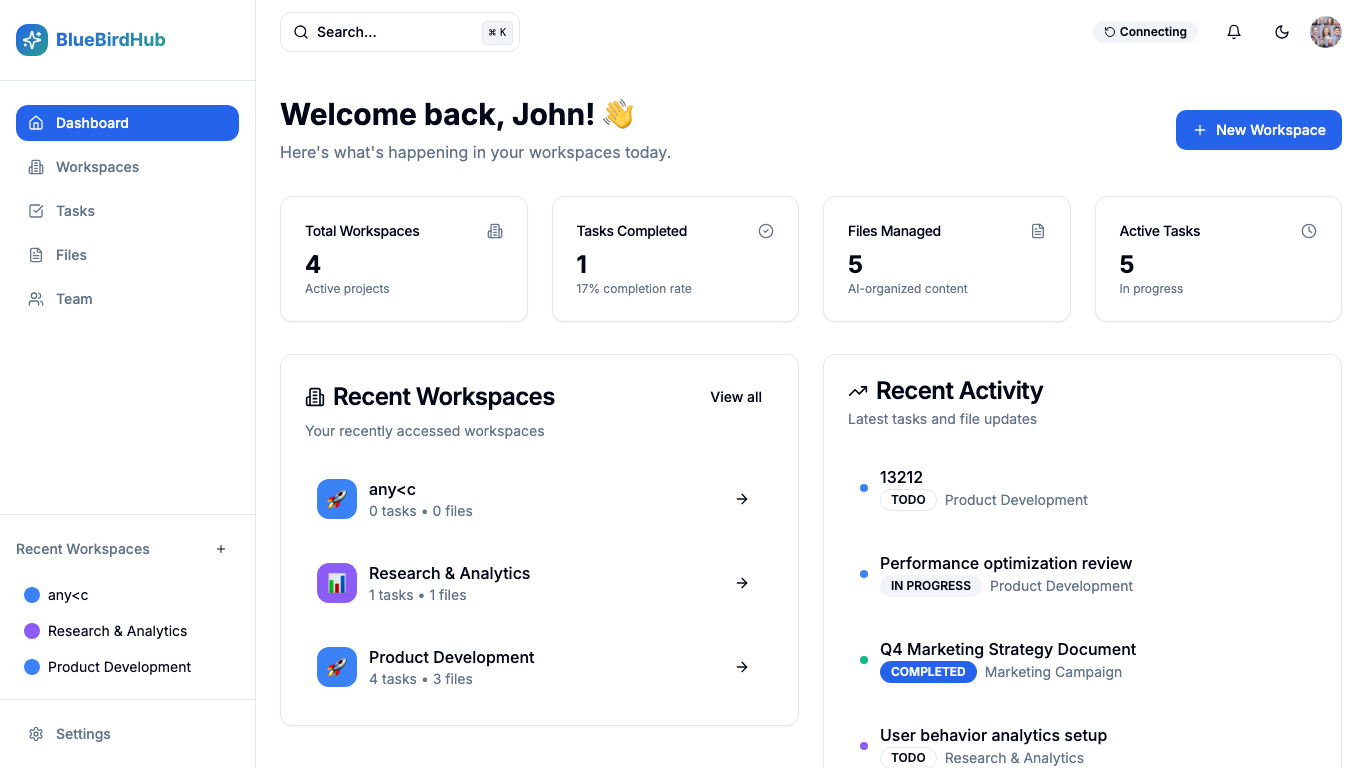 BlueBirdHub
Search...
⌘ K
Connecting
Dashboard
Workspaces
Tasks
Files
Team
Welcome back, John! 👋
Here's what's happening in your workspaces today.
New Workspace
Total Workspaces
4
Active projects
Tasks Completed
1
17% completion rate
Files Managed
5
AI-organized content
Active Tasks
5
In progress
Recent Workspaces
View all
Your recently accessed workspaces
any<c
0 tasks • 0 files
Research & Analytics
1 tasks • 1 files
Product Development
4 tasks • 3 files
Recent Activity
Latest tasks and file updates
13212
TODO Product Development
Performance optimization review
IN PROGRESS Product Development
Q4 Marketing Strategy Document
COMPLETED Marketing Campaign
User behavior analytics setup
TODO Research & Analytics
Recent Workspaces
any<c
Research & Analytics
Product Development
Settings